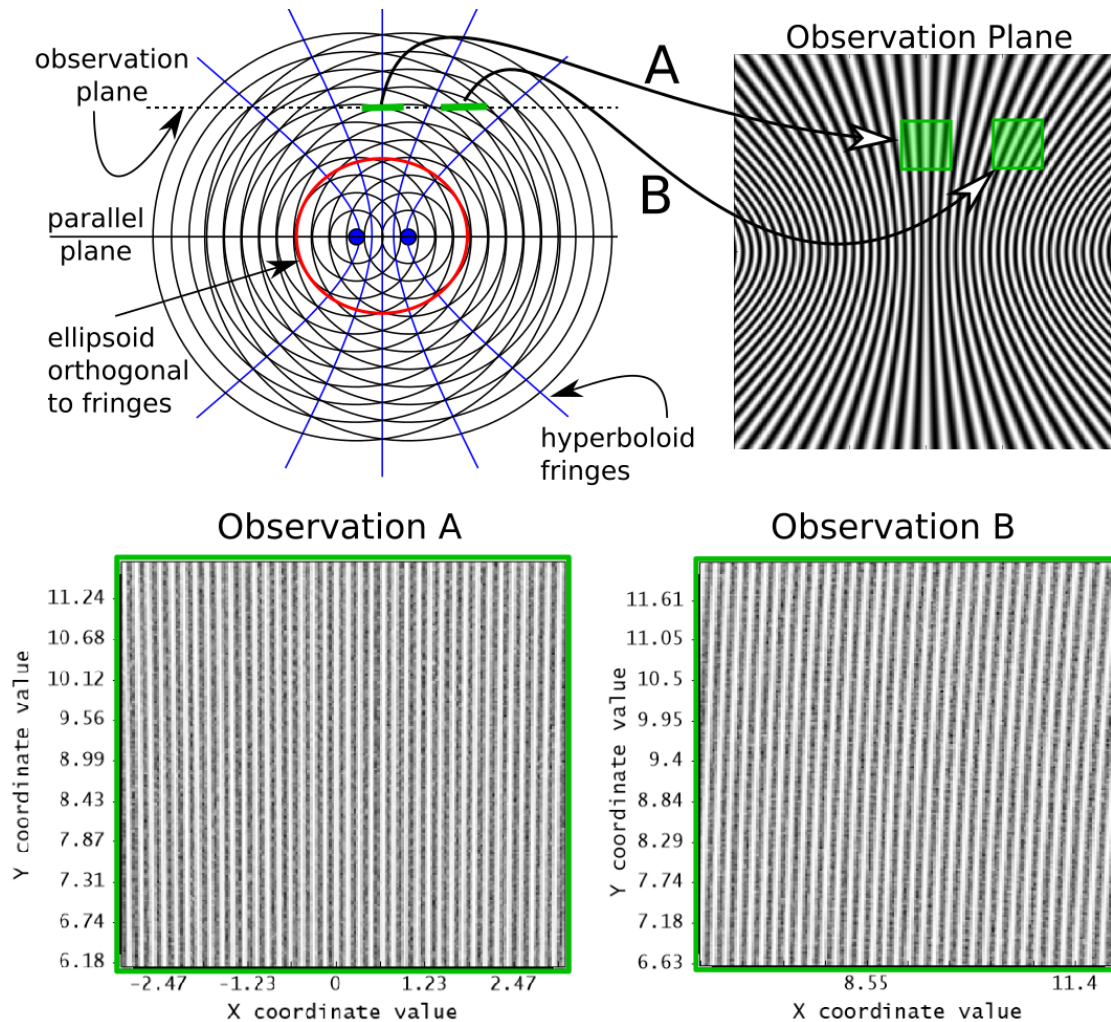 observation
plane
parallel
plane
ellipsoid
orthogonal
to fringes
hyperboloid
fringes
A
B
Observation Plane
Observation A
Y coordinate value
11.24
10.68
10.12
9.56
8.99
8.43
7.87
7.31
6.74
6.18
-2.47
-1.23
0
1.23
2.47
X coordinate value
Observation B
Y coordinate value
11.61
11.05
10.5
9.95
9.4
8.84
8.29
7.74
7.18
6.63
8.55
11.4
X coordinate value